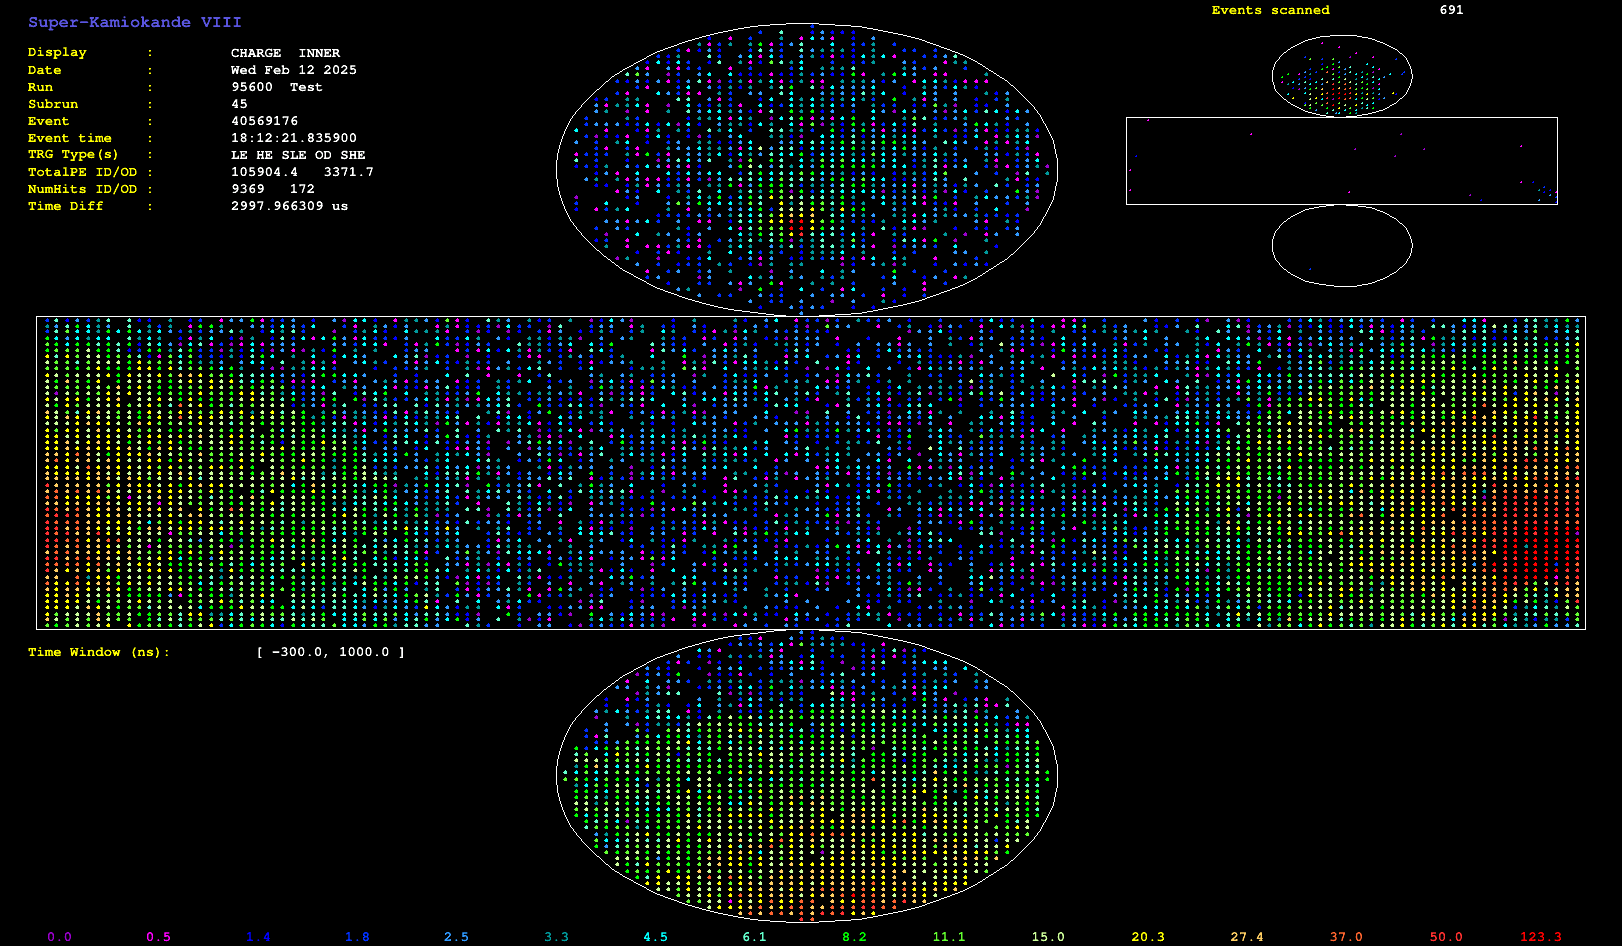 Super-Kamiokande VIII
Events scanned 691
Display : CHARGE INNER
Date : Wed Feb 12 2025
Run : 95600 Test
Subrun : 45
Event : 40569176
Event time : 18:12:21.835900
TRG Type(s) : LE HE SLE OD SHE
TotalPE ID/OD : 105904.4 3371.7
NumHits ID/OD : 9369 172
Time Diff : 2997.966309 us
Time Window (ns): [ -300.0, 1000.0 ]
0.0 0.5 1.4 1.8 2.5 3.3 4.5 6.1 8.2 11.1 15.0 20.3 27.4 37.0 50.0 123.3